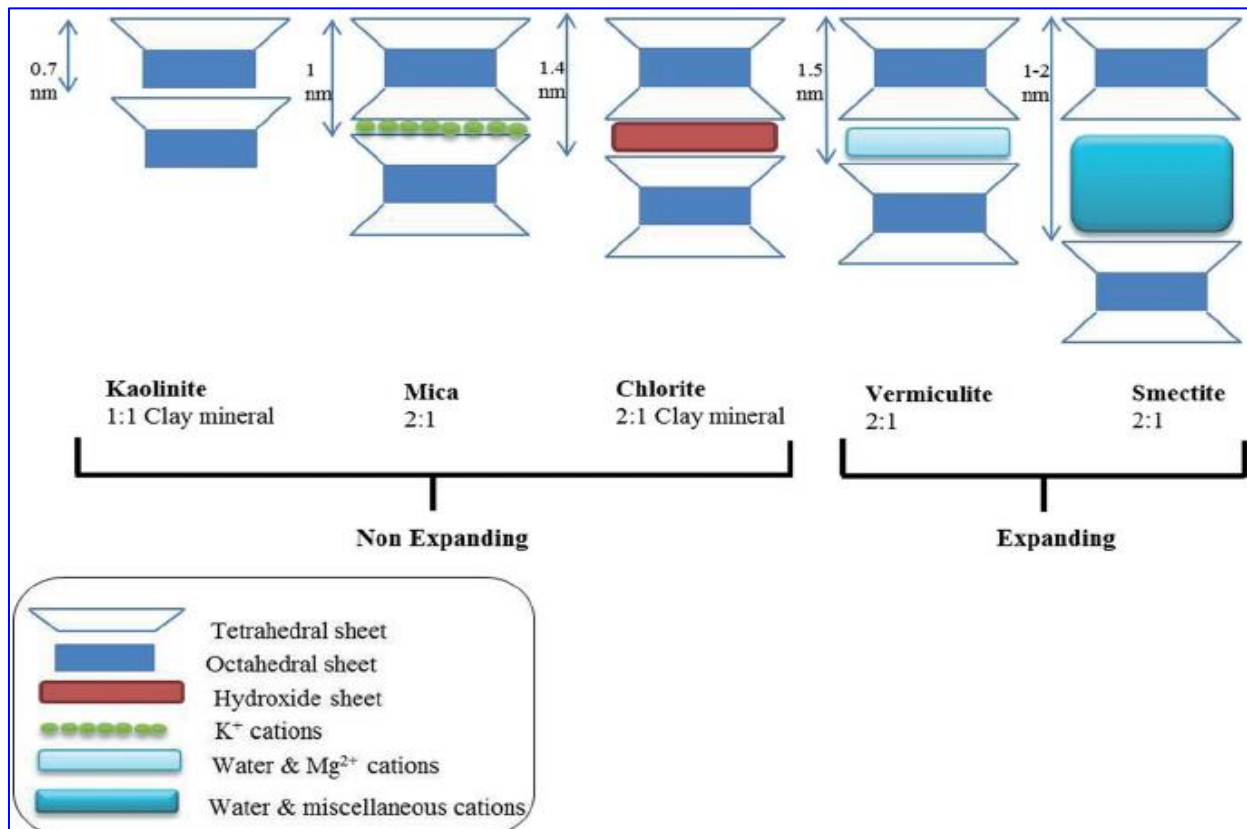 0.7
nm
1
nm
1.4
nm
1.5
nm
1-2
nm
Kaolinite
1:1 Clay mineral
Mica
2:1
Chlorite
2:1 Clay mineral
Vermiculite
2:1
Smectite
2:1
Non Expanding
Expanding
Tetrahedral sheet
Octahedral sheet
Hydroxide sheet
K⁺ cations
Water & Mg²⁺ cations
Water & miscellaneous cations